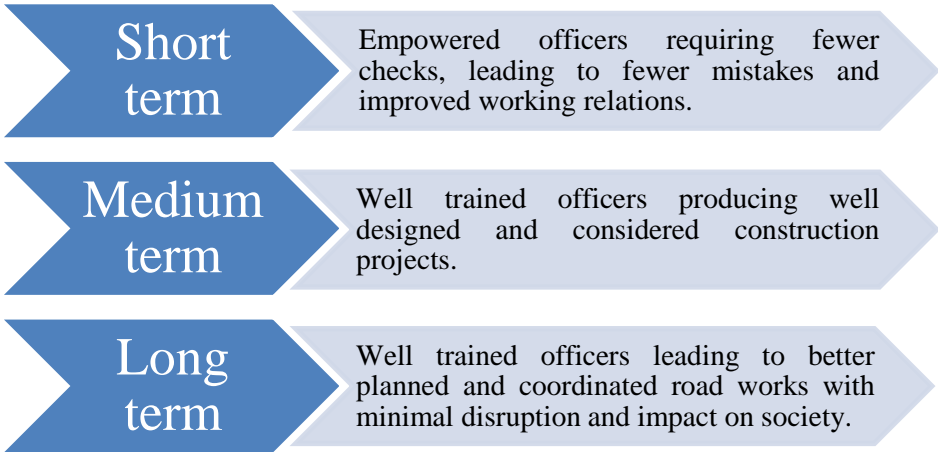 Short
term
Empowered officers requiring fewer
checks, leading to fewer mistakes and
improved working relations.
Medium
term
Well trained officers producing well
designed and considered construction
projects.
Long
term
Well trained officers leading to better
planned and coordinated road works with
minimal disruption and impact on society.